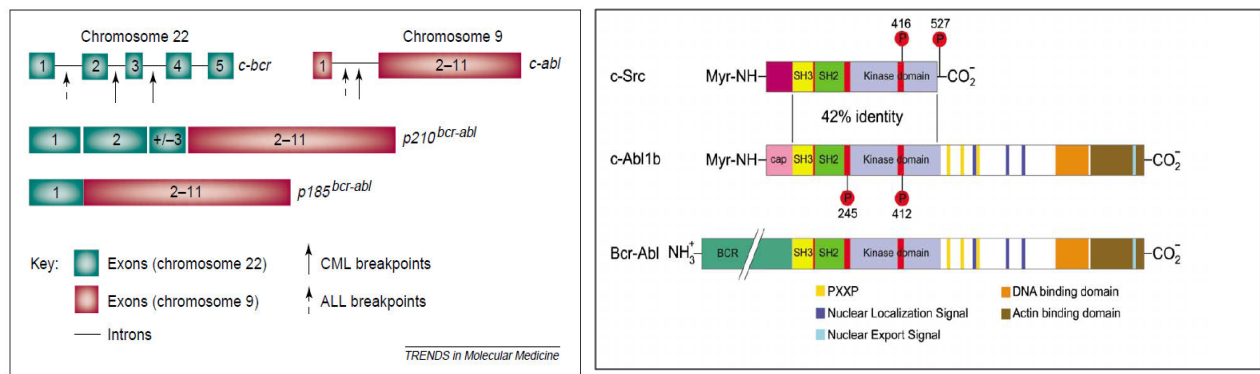 Chromosome 22
Chromosome 9
1 2 3 4 5 c-bcr
1 2–11 c-abl
1 2 +/–3 2–11 p210bcr-abl
1 2–11 p185bcr-abl
Key: Exons (chromosome 22) CML breakpoints
Exons (chromosome 9) ALL breakpoints
Introns
TRENDS in Molecular Medicine
416 527
P P
c-Src Myr-NH SH3 SH2 Kinase domain CO2−
42% identity
c-Abl1b Myr-NH cap SH3 SH2 Kinase domain CO2−
P P
245 412
Bcr-Abl NH3+ BCR SH3 SH2 Kinase domain CO2−
PXXP DNA binding domain
Nuclear Localization Signal Actin binding domain
Nuclear Export Signal